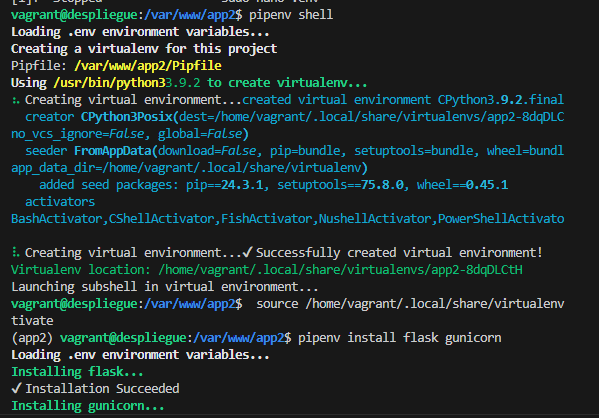 vagrant@despliegue:/var/www/app2$ pipenv shell
Loading .env environment variables...
Creating a virtualenv for this project
Pipfile: /var/www/app2/Pipfile
Using /usr/bin/python33.9.2 to create virtualenv...
⠦ Creating virtual environment...created virtual environment CPython3.9.2.final
  creator CPython3Posix(dest=/home/vagrant/.local/share/virtualenvs/app2-8dqDLC
no_vcs_ignore=False, global=False)
  seeder FromAppData(download=False, pip=bundle, setuptools=bundle, wheel=bundl
app_data_dir=/home/vagrant/.local/share/virtualenv)
    added seed packages: pip==24.3.1, setuptools==75.8.0, wheel==0.45.1
  activators
BashActivator,CShellActivator,FishActivator,NushellActivator,PowerShellActivato
⠧ Creating virtual environment...✔ Successfully created virtual environment!
Virtualenv location: /home/vagrant/.local/share/virtualenvs/app2-8dqDLCtH
Launching subshell in virtual environment...
vagrant@despliegue:/var/www/app2$  source /home/vagrant/.local/share/virtualenv
tivate
(app2) vagrant@despliegue:/var/www/app2$ pipenv install flask gunicorn
Loading .env environment variables...
Installing flask...
✔ Installation Succeeded
Installing gunicorn...